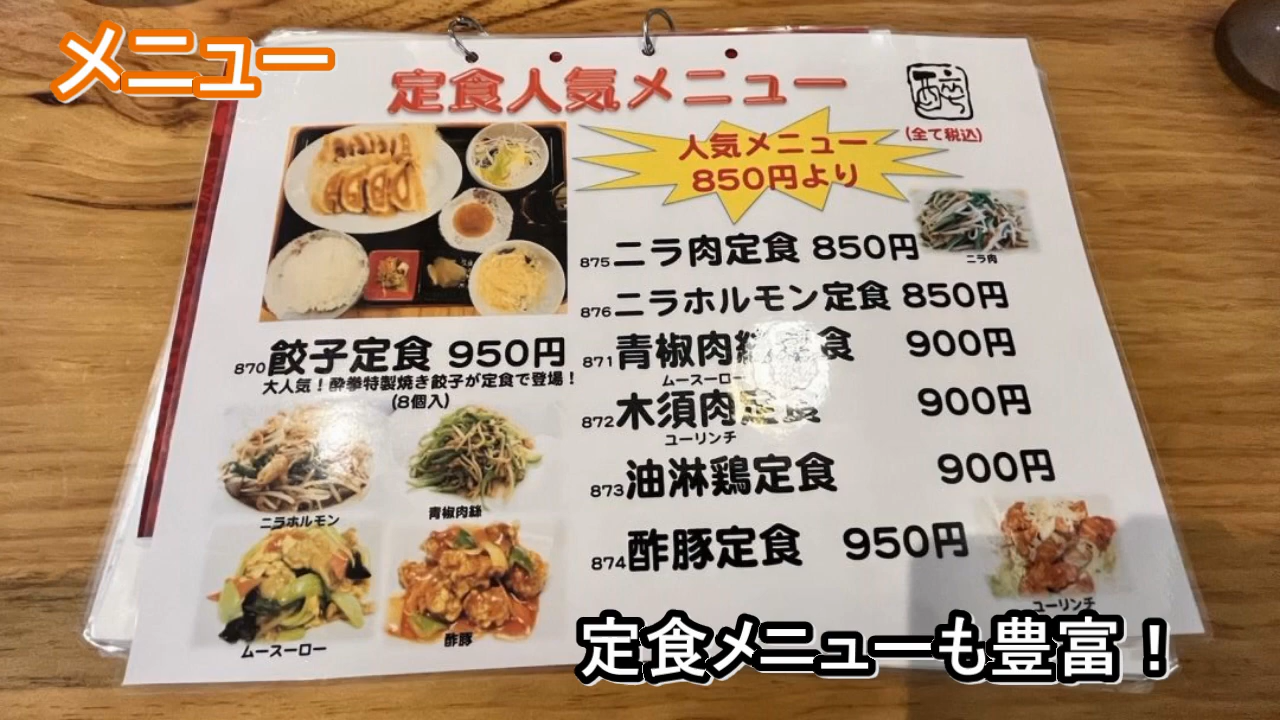 メニュー
定食人気メニュー
(全て税込)
人気メニュー
850円より
875 ニラ肉定食 850円
ニラ肉
876 ニラホルモン定食 850円
870 餃子定食 950円
大人気！酔拳特製焼き餃子が定食で登場！
(8個入)
871 青椒肉絲定食 900円
ムースーロー
872 木須肉定食 900円
ユーリンチ
873 油淋鶏定食 900円
874 酢豚定食 950円
ニラホルモン
青椒肉絲
ムースーロー
酢豚
ユーリンチ
定食メニューも豊富！